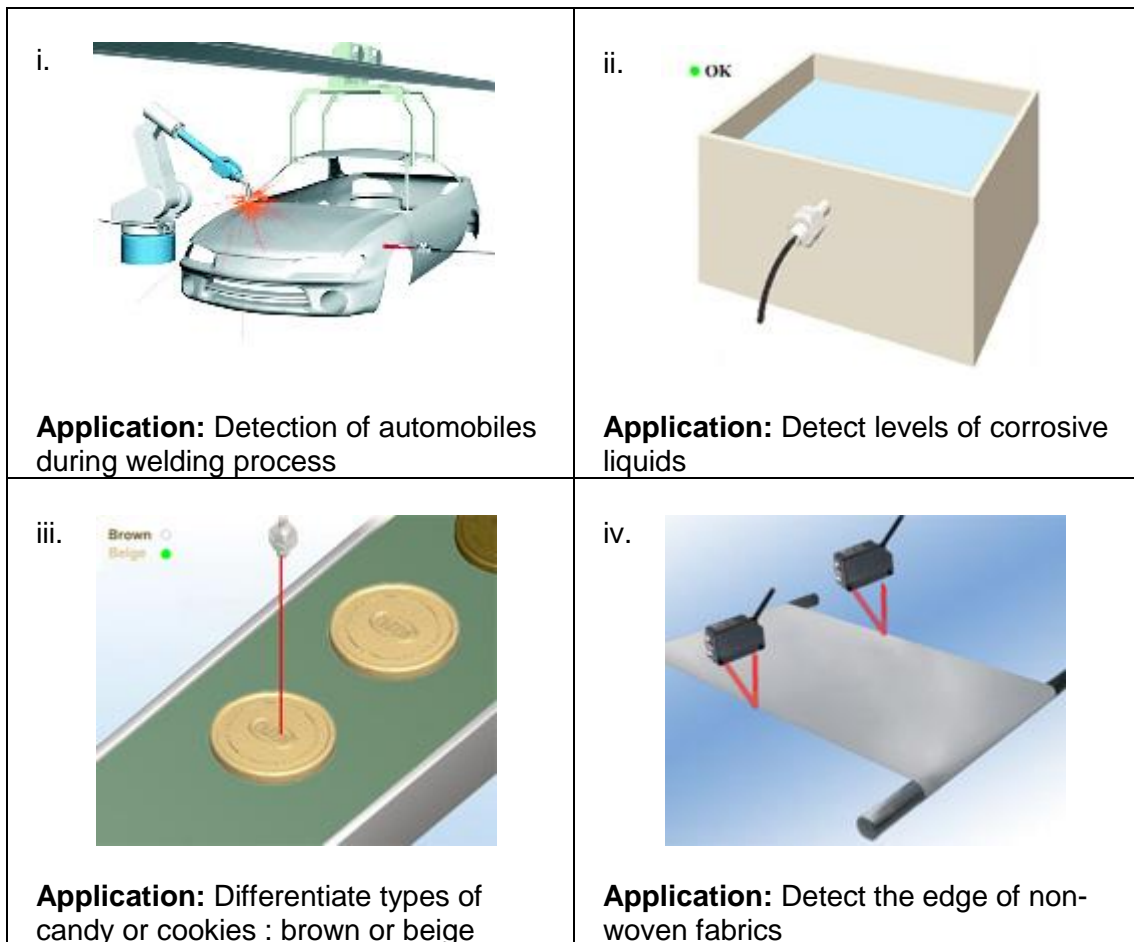 i.
ii.
OK
Application: Detection of automobiles
during welding process
Application: Detect levels of corrosive
liquids
iii.
Brown
Beige
iv.
Application: Differentiate types of
candy or cookies : brown or beige
Application: Detect the edge of non-
woven fabrics